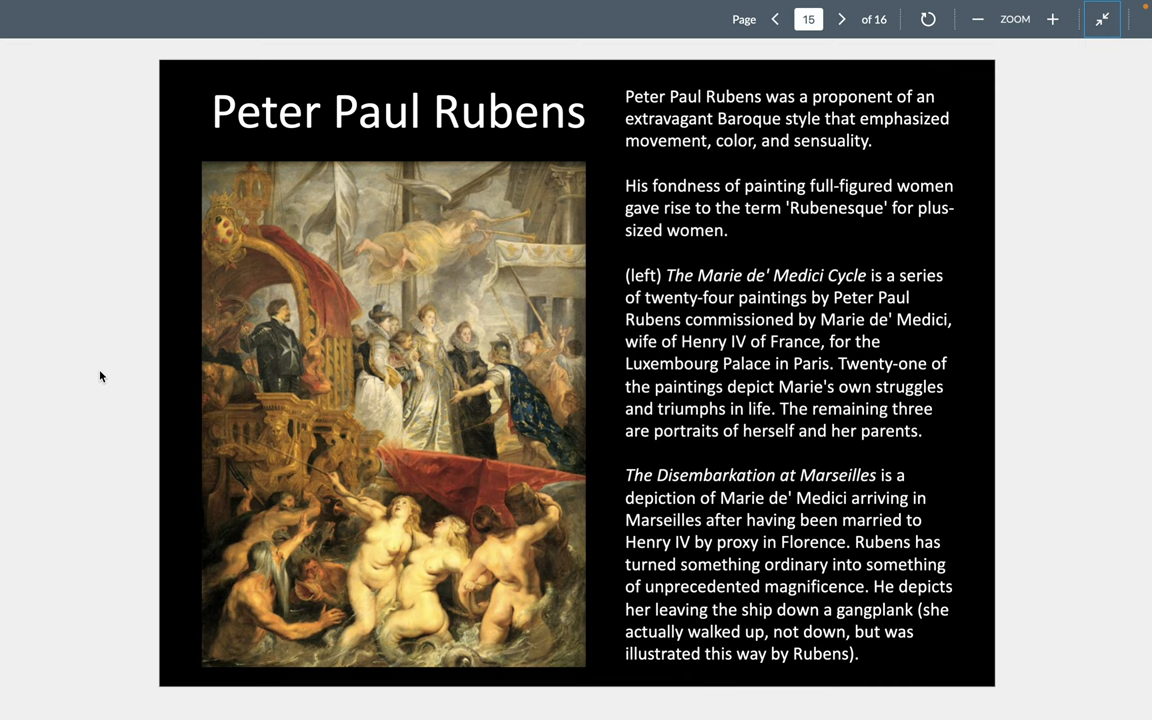 Page 15 of 16 ZOOM
Peter Paul Rubens
Peter Paul Rubens was a proponent of an
extravagant Baroque style that emphasized
movement, color, and sensuality.
His fondness of painting full-figured women
gave rise to the term 'Rubenesque' for plus-
sized women.
(left) The Marie de' Medici Cycle is a series
of twenty-four paintings by Peter Paul
Rubens commissioned by Marie de' Medici,
wife of Henry IV of France, for the
Luxembourg Palace in Paris. Twenty-one of
the paintings depict Marie's own struggles
and triumphs in life. The remaining three
are portraits of herself and her parents.
The Disembarkation at Marseilles is a
depiction of Marie de' Medici arriving in
Marseilles after having been married to
Henry IV by proxy in Florence. Rubens has
turned something ordinary into something
of unprecedented magnificence. He depicts
her leaving the ship down a gangplank (she
actually walked up, not down, but was
illustrated this way by Rubens).